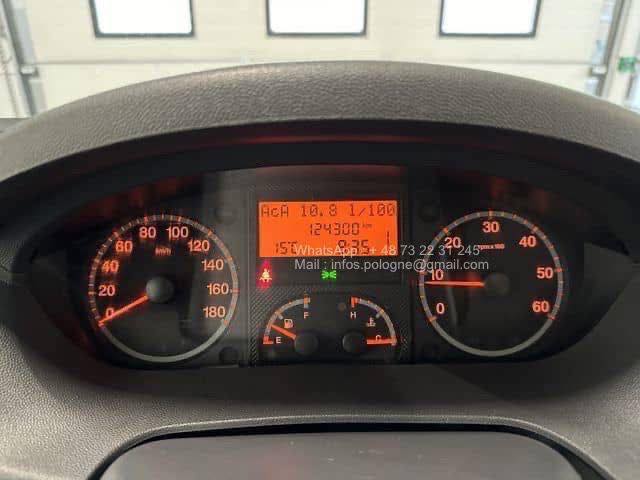 AcA 10.8 l/100
124300 km
15°C 8:35 1
WhatsApp : + 48 73 22 31 245
Mail : infos.pologne@gmail.com
0 20 40 60 80 100 120 140 160 180
km/h
E F
H
0 10 20 30 40 50 60
rpm x 100